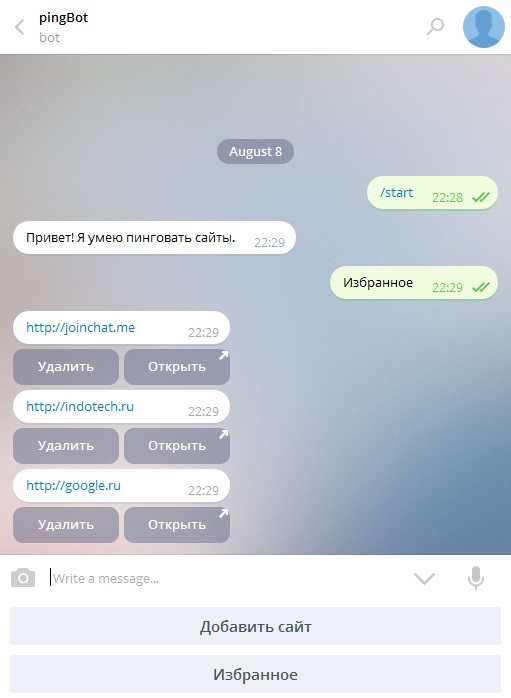 pingBot
bot
August 8
/start 22:28
Привет! Я умею пинговать сайты. 22:29
Избранное 22:29
http://joinchat.me 22:29
Удалить Открыть
http://indotech.ru 22:29
Удалить Открыть
http://google.ru 22:29
Удалить Открыть
Write a message...
Добавить сайт
Избранное